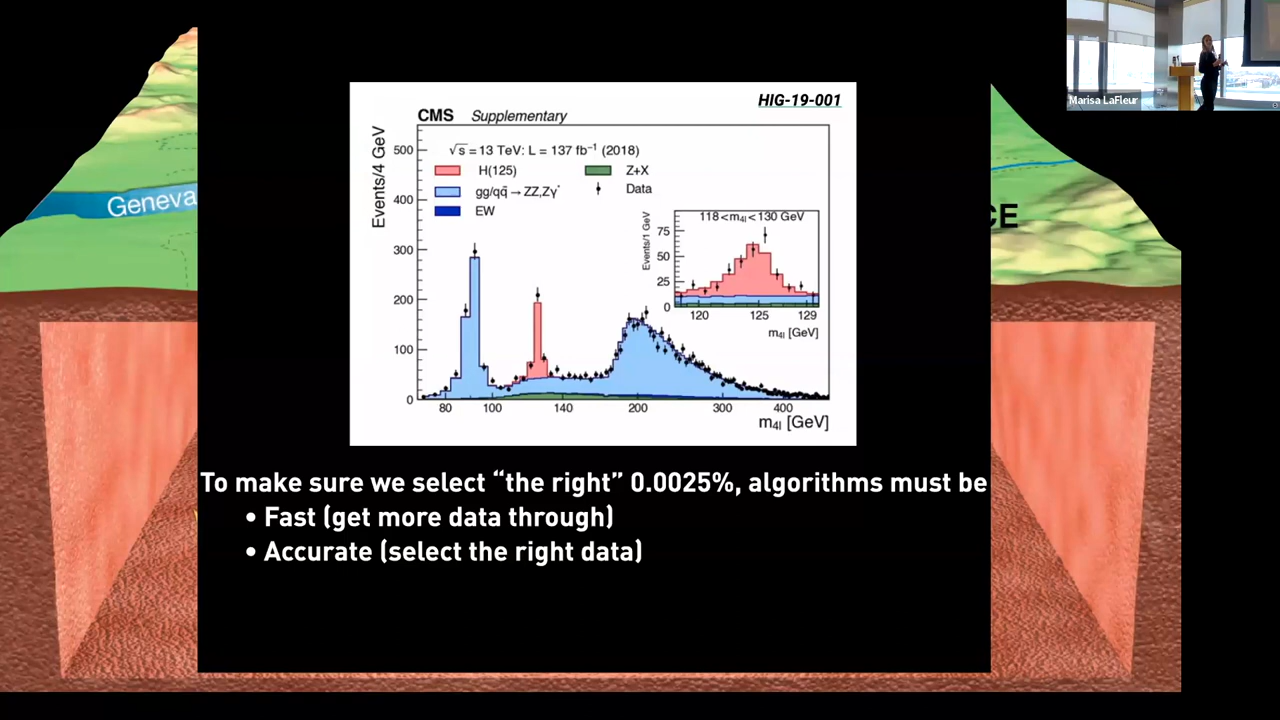 Marisa LaFleur
Geneva
CE
HIG-19-001
CMS Supplementary
Events/4 GeV
√s = 13 TeV: L = 137 fb⁻¹ (2018)
H(125)
gg/qq̄ → ZZ,Zγ*
EW
Z+X
Data
500
400
300
200
100
0
80 100 140 200 300 400
m4l [GeV]
118<m4l<130 GeV
Events/1 GeV
75
50
25
0
120 125 129
m4l [GeV]
To make sure we select “the right” 0.0025%, algorithms must be
• Fast (get more data through)
• Accurate (select the right data)